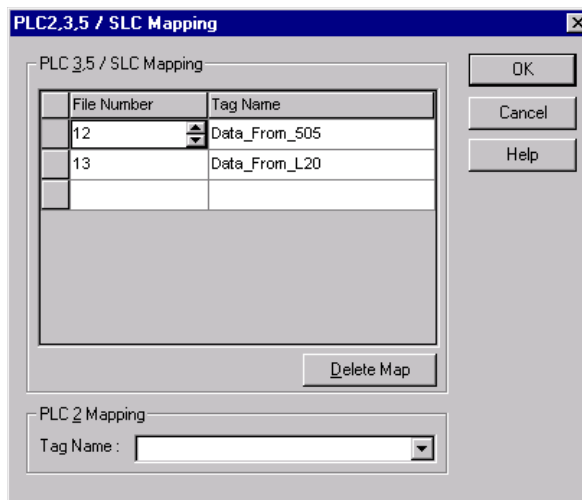 PLC2,3,5 / SLC Mapping
PLC 3,5 / SLC Mapping
File Number Tag Name
12 Data_From_505
13 Data_From_L20
Delete Map
PLC 2 Mapping
Tag Name :
OK
Cancel
Help